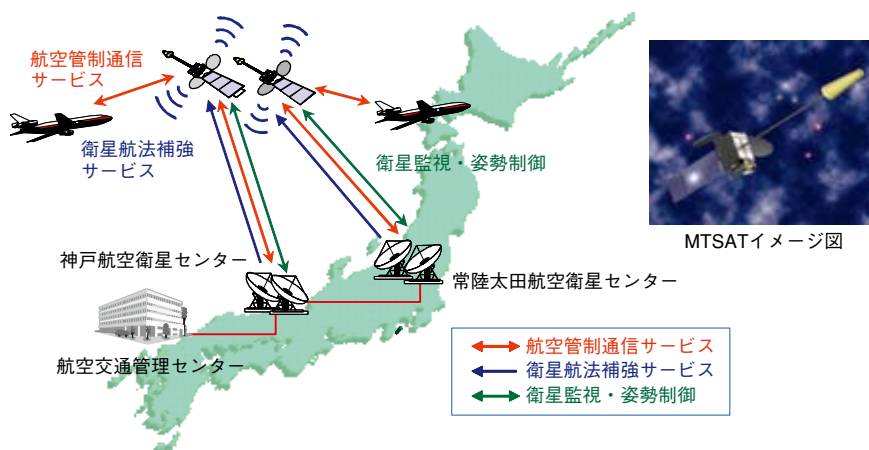 航空管制通信
サービス
衛星航法補強
サービス
衛星監視・姿勢制御
MTSATイメージ図
神戸航空衛星センター
常陸太田航空衛星センター
航空交通管理センター
航空管制通信サービス
衛星航法補強サービス
衛星監視・姿勢制御